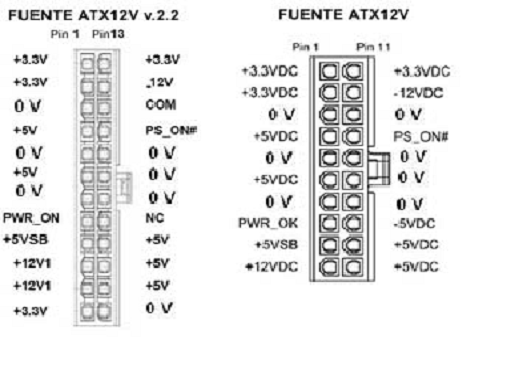 FUENTE ATX12V v.2.2
Pin 1 Pin13
+3.3V +3.3V
+3.3V -12V
0 V COM
+5V PS_ON#
0 V 0 V
+5V 0 V
0 V 0 V
PWR_ON NC
+5VSB +5V
+12V1 +5V
+12V1 +5V
+3.3V 0 V
FUENTE ATX12V
Pin 1 Pin 11
+3.3VDC +3.3VDC
+3.3VDC -12VDC
0 V 0 V
+5VDC PS_ON#
0 V 0 V
+5VDC 0 V
0 V 0 V
PWR_OK -5VDC
+5VSB +5VDC
+12VDC +5VDC